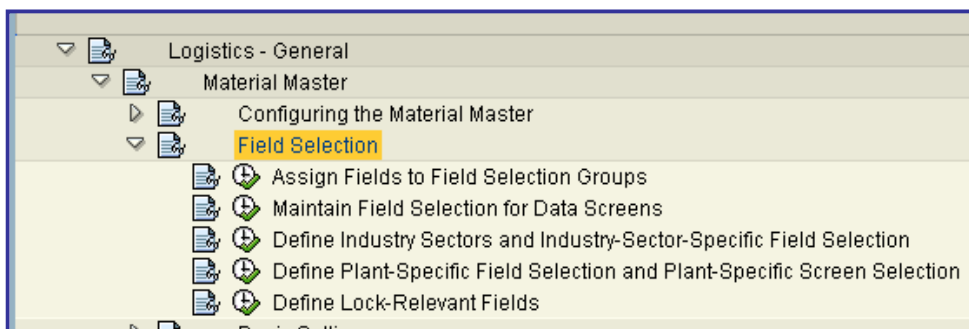 Logistics - General
Material Master
Configuring the Material Master
Field Selection
Assign Fields to Field Selection Groups
Maintain Field Selection for Data Screens
Define Industry Sectors and Industry-Sector-Specific Field Selection
Define Plant-Specific Field Selection and Plant-Specific Screen Selection
Define Lock-Relevant Fields